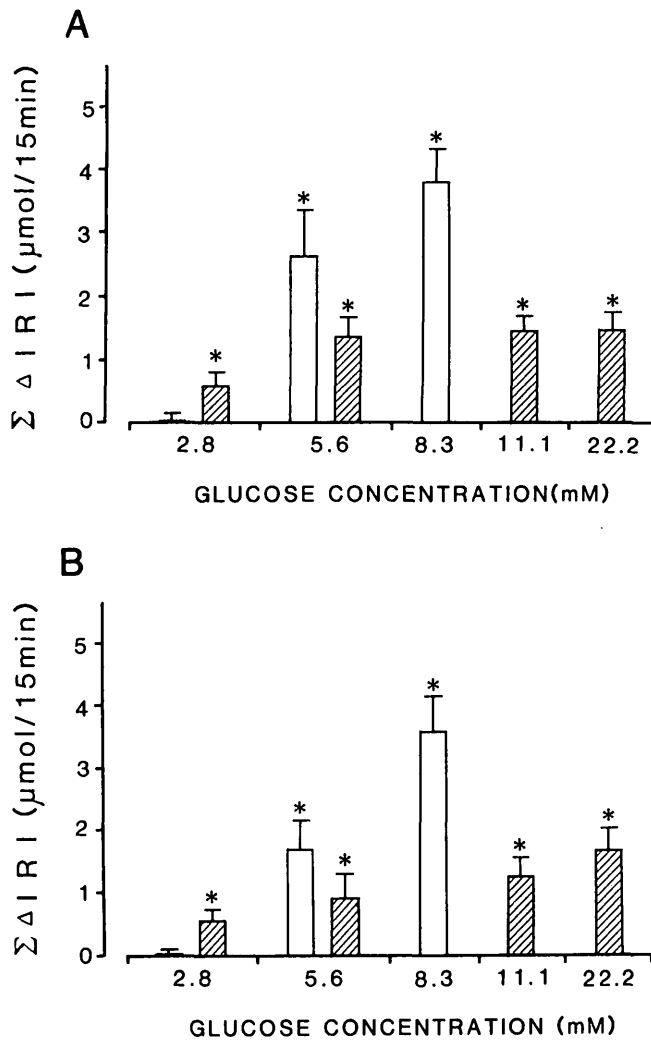 A
Σ Δ I R I (μmol/15min)
5
4
3
2
1
0
* * * * * *
2.8 5.6 8.3 11.1 22.2
GLUCOSE CONCENTRATION(mM)
B
Σ Δ I R I (μmol/15min)
5
4
3
2
1
0
* * * * * *
2.8 5.6 8.3 11.1 22.2
GLUCOSE CONCENTRATION (mM)